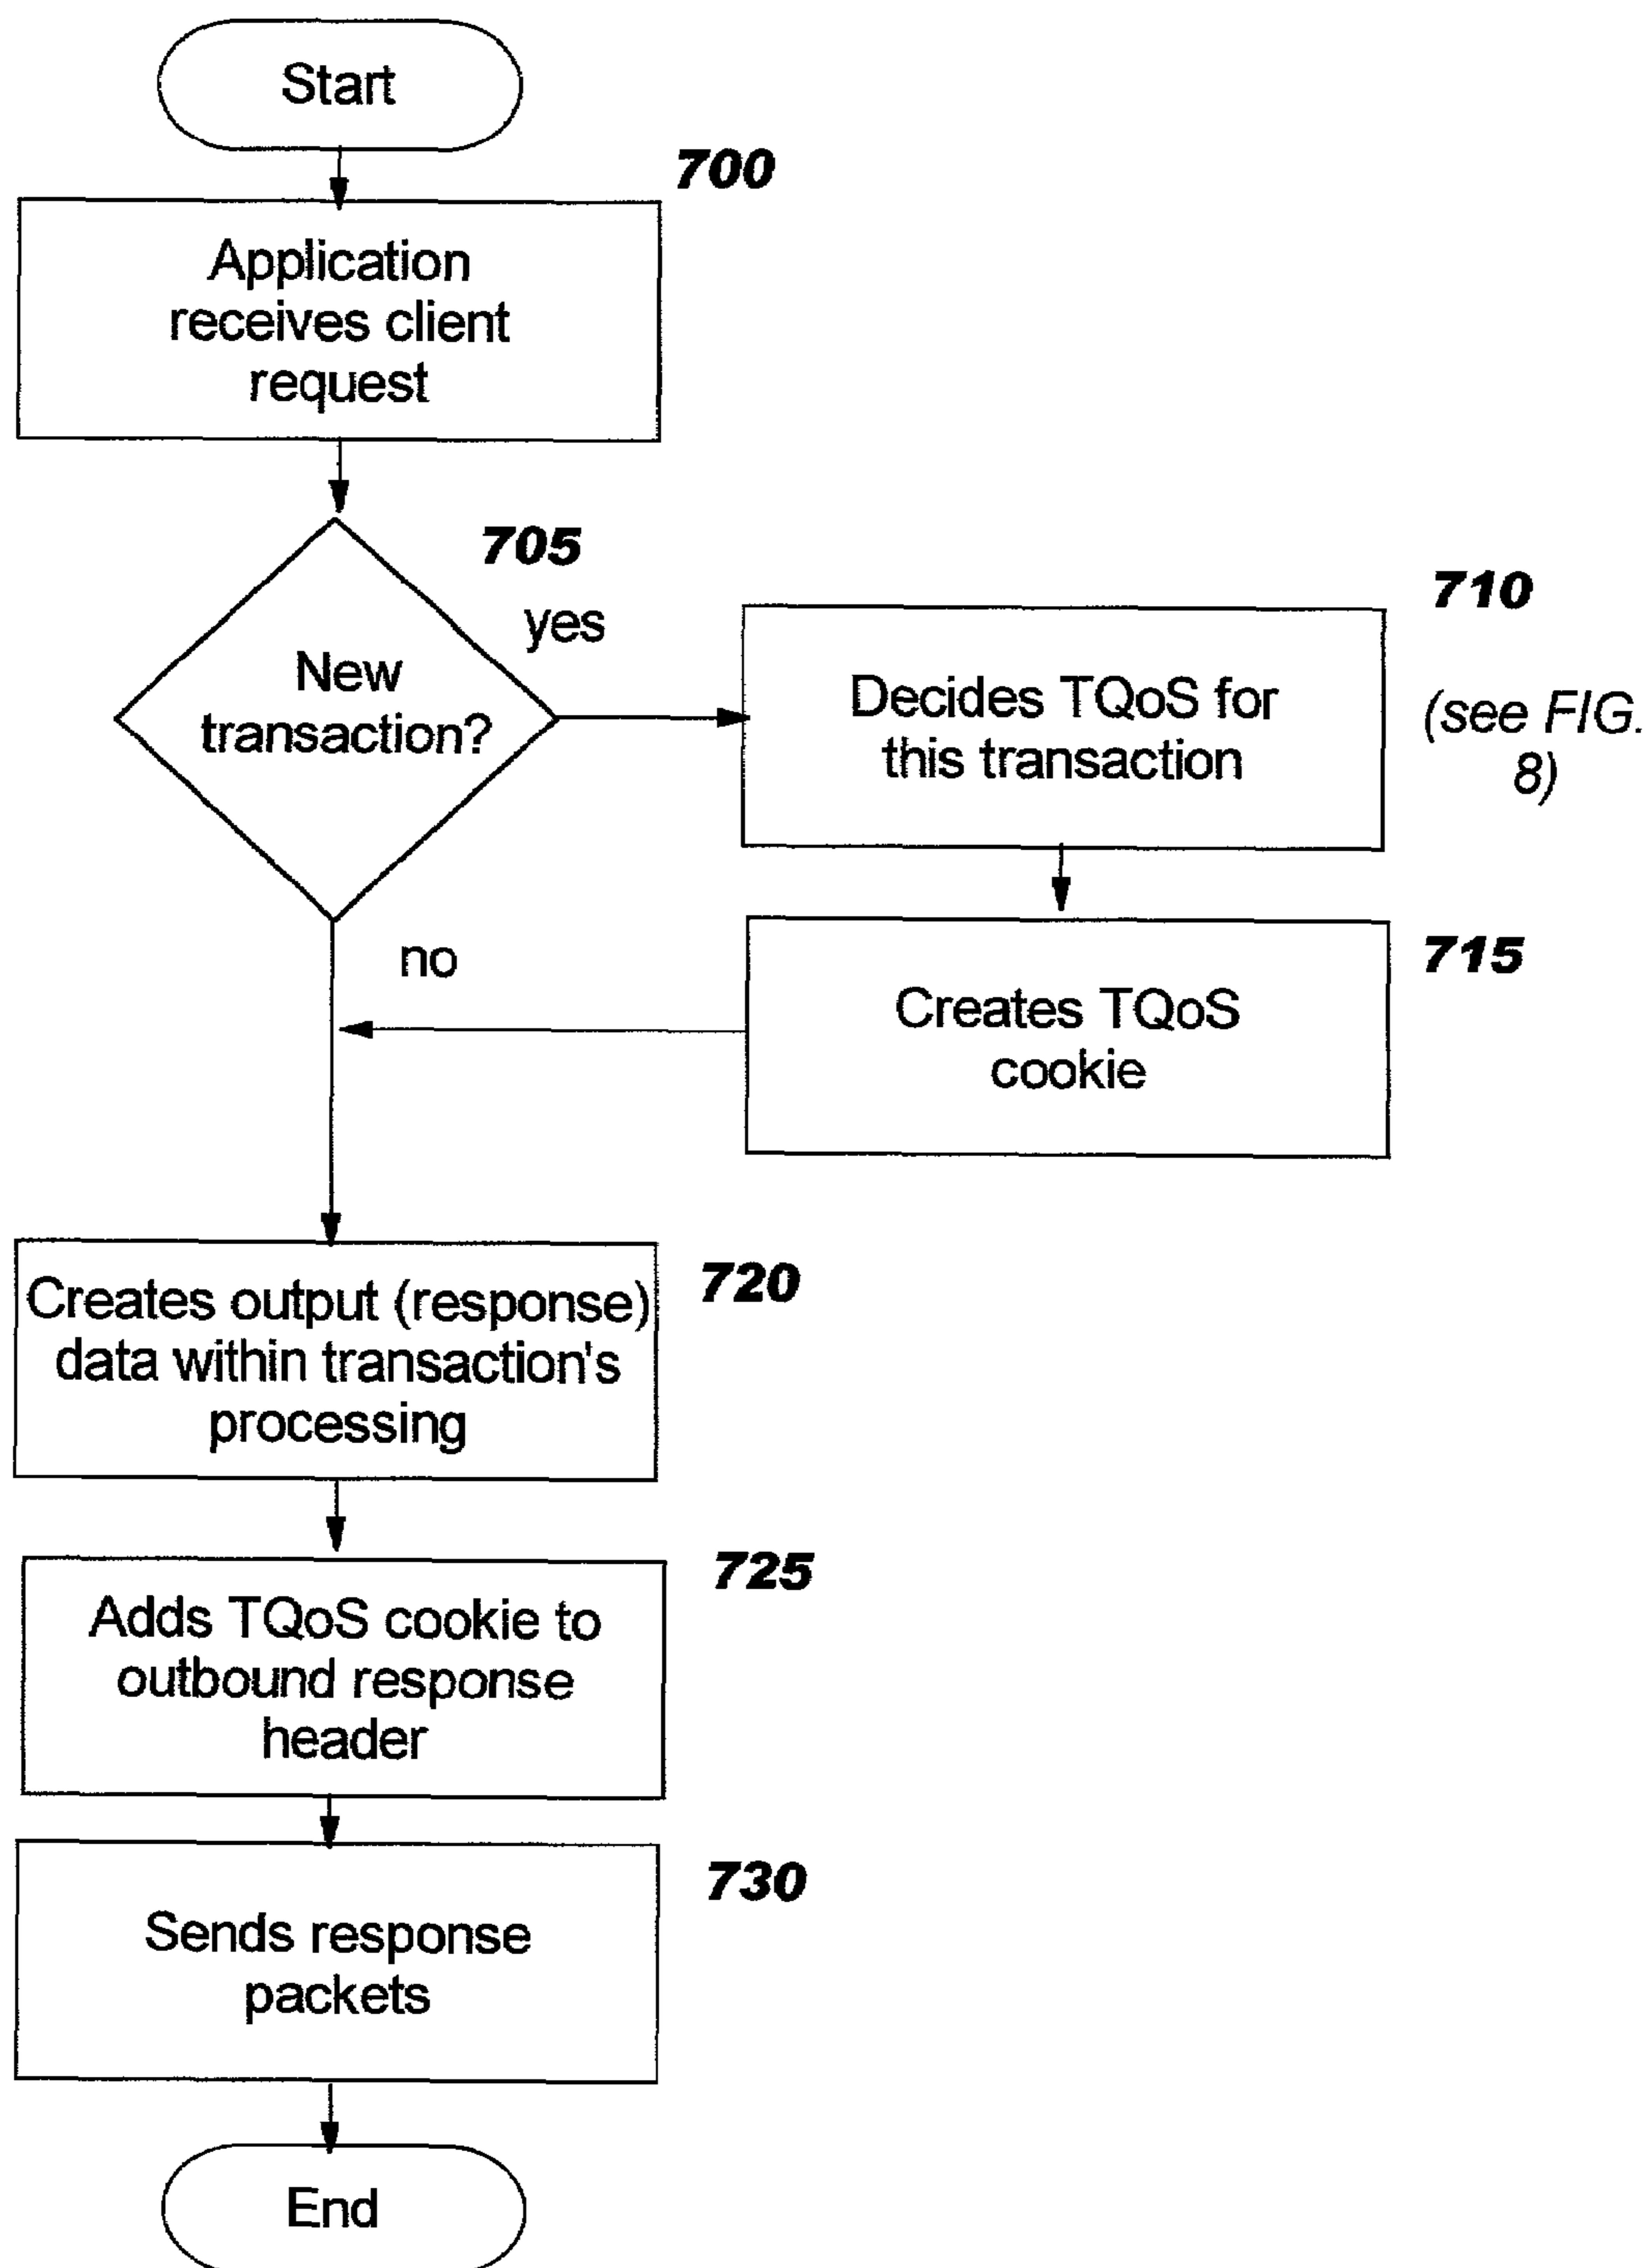 Start
700
Application
receives client
request
705
yes
New
transaction?
710
Decides TQoS for
this transaction
(see FIG.
8)
no
715
Creates TQoS
cookie
720
Creates output (response)
data within transaction's
processing
725
Adds TQoS cookie to
outbound response
header
730
Sends response
packets
End